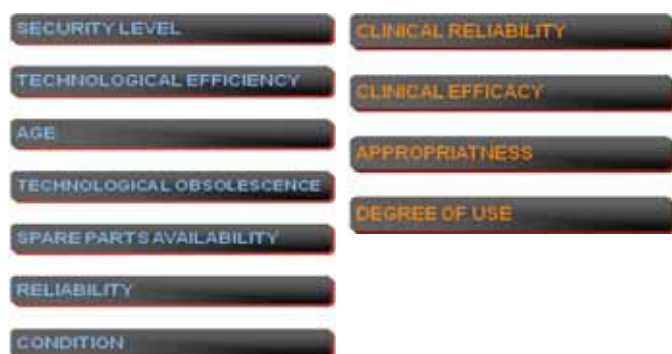 SECURITY LEVEL
TECHNOLOGICAL EFFICIENCY
AGE
TECHNOLOGICAL OBSOLESCENCE
SPARE PARTS AVAILABILITY
RELIABILITY
CONDITION
CLINICAL RELIABILITY
CLINICAL EFFICACY
APPROPRIATNESS
DEGREE OF USE